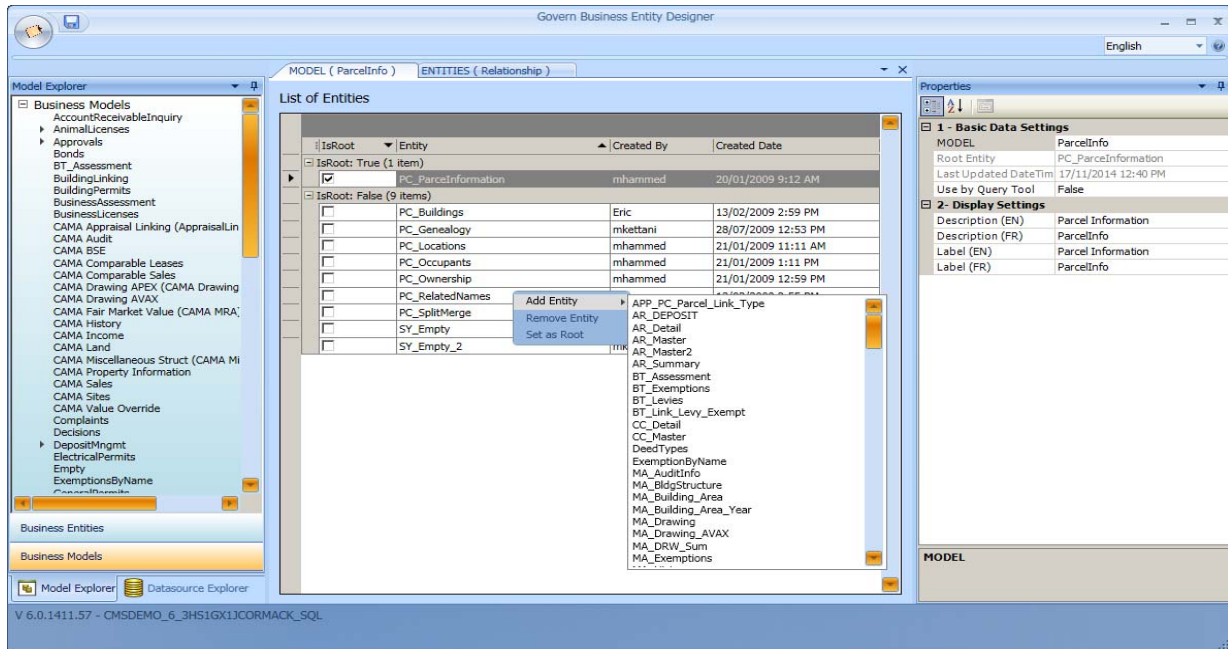 Govern Business Entity Designer
English
MODEL ( ParcelInfo )
ENTITIES ( Relationship )
Model Explorer
Business Models
AccountReceivableInquiry
AnimalLicenses
Approvals
Bonds
BT_Assessment
BuildingLinking
BuildingPermits
BusinessAssessment
BusinessLicenses
CAMA Appraisal Linking (AppraisalLin
CAMA Audit
CAMA BSE
CAMA Comparable Leases
CAMA Comparable Sales
CAMA Drawing APEX (CAMA Drawing
CAMA Drawing AVAX
CAMA Fair Market Value (CAMA MRA)
CAMA History
CAMA Income
CAMA Land
CAMA Miscellaneous Struct (CAMA Mi
CAMA Property Information
CAMA Sales
CAMA Sites
CAMA Value Override
Complaints
Decisions
DepositMngmt
ElectricalPermits
Empty
ExemptionsByName
GeneralPermits
Business Entities
Business Models
Model Explorer
Datasource Explorer
List of Entities
IsRoot Entity Created By Created Date
IsRoot: True (1 item)
PC_ParceInformation mhammed 20/01/2009 9:12 AM
IsRoot: False (9 items)
PC_Buildings Eric 13/02/2009 2:59 PM
PC_Genealogy mkettani 28/07/2009 12:53 PM
PC_Locations mhammed 21/01/2009 11:11 AM
PC_Occupants mhammed 21/01/2009 1:11 PM
PC_Ownership mhammed 21/01/2009 12:59 PM
PC_RelatedNames
PC_SplitMerge
SY_Empty
SY_Empty_2
Add Entity
Remove Entity
Set as Root
APP_PC_Parcel_Link_Type
AR_DEPOSIT
AR_Detail
AR_Master
AR_Master2
AR_Summary
BT_Assessment
BT_Exemptions
BT_Levies
BT_Link_Levy_Exempt
CC_Detail
CC_Master
DeedTypes
ExemptionByName
MA_AuditInfo
MA_BldgStructure
MA_Building_Area
MA_Building_Area_Year
MA_Drawing
MA_Drawing_AVAX
MA_DRW_Sum
MA_Exemptions
Properties
1 - Basic Data Settings
MODEL ParcelInfo
Root Entity PC_ParceInformation
Last Updated DateTim 17/11/2014 12:40 PM
Use by Query Tool False
2- Display Settings
Description (EN) Parcel Information
Description (FR) ParcelInfo
Label (EN) Parcel Information
Label (FR) ParcelInfo
MODEL
V 6.0.1411.57 - CMSDEMO_6_3HS1GX1JCORMACK_SQL